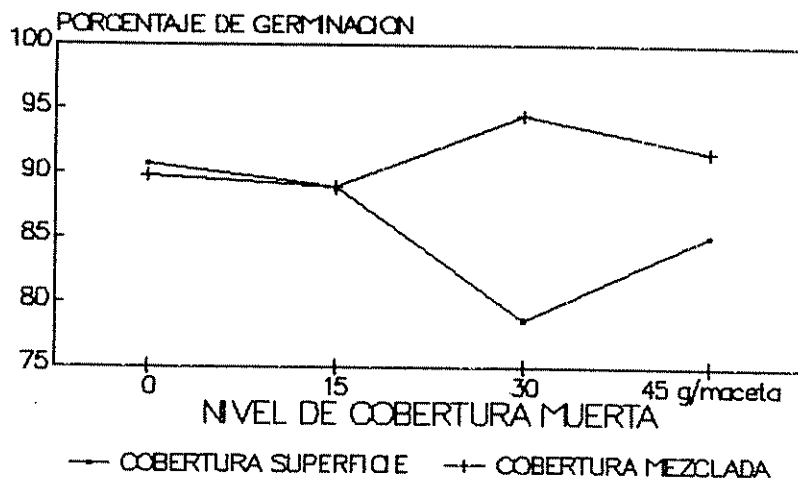 PORCENTAJE DE GERMINACION
100
95
90
85
80
75
0 15 30 45 g/maceta
NIVEL DE COBERTURA MUERTA
COBERTURA SUPERFICIE COBERTURA MEZCLADA